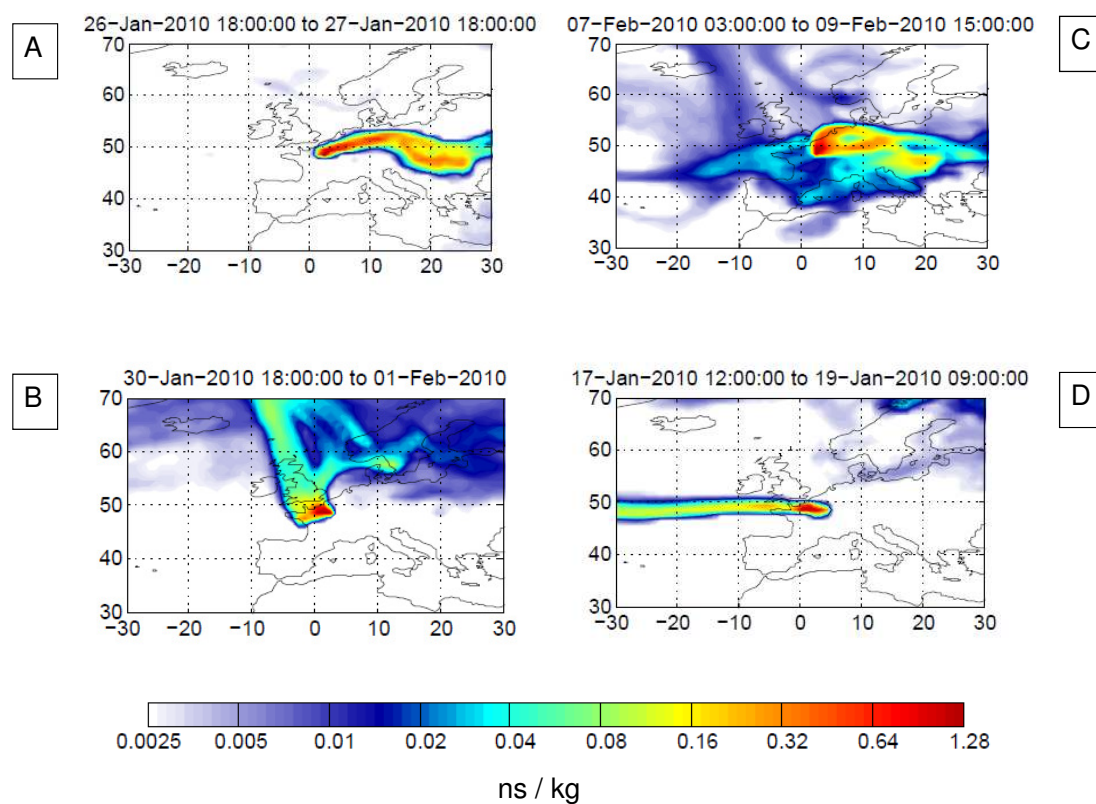 A
26-Jan-2010 18:00:00 to 27-Jan-2010 18:00:00
70
60
50
40
30
−30 −20 −10 0 10 20 30
07-Feb-2010 03:00:00 to 09-Feb-2010 15:00:00
C
70
60
50
40
30
−30 −20 −10 0 10 20 30
B
30-Jan-2010 18:00:00 to 01-Feb-2010
70
60
50
40
30
−30 −20 −10 0 10 20 30
17-Jan-2010 12:00:00 to 19-Jan-2010 09:00:00
D
70
60
50
40
30
−30 −20 −10 0 10 20 30
0.0025 0.005 0.01 0.02 0.04 0.08 0.16 0.32 0.64 1.28
ns / kg